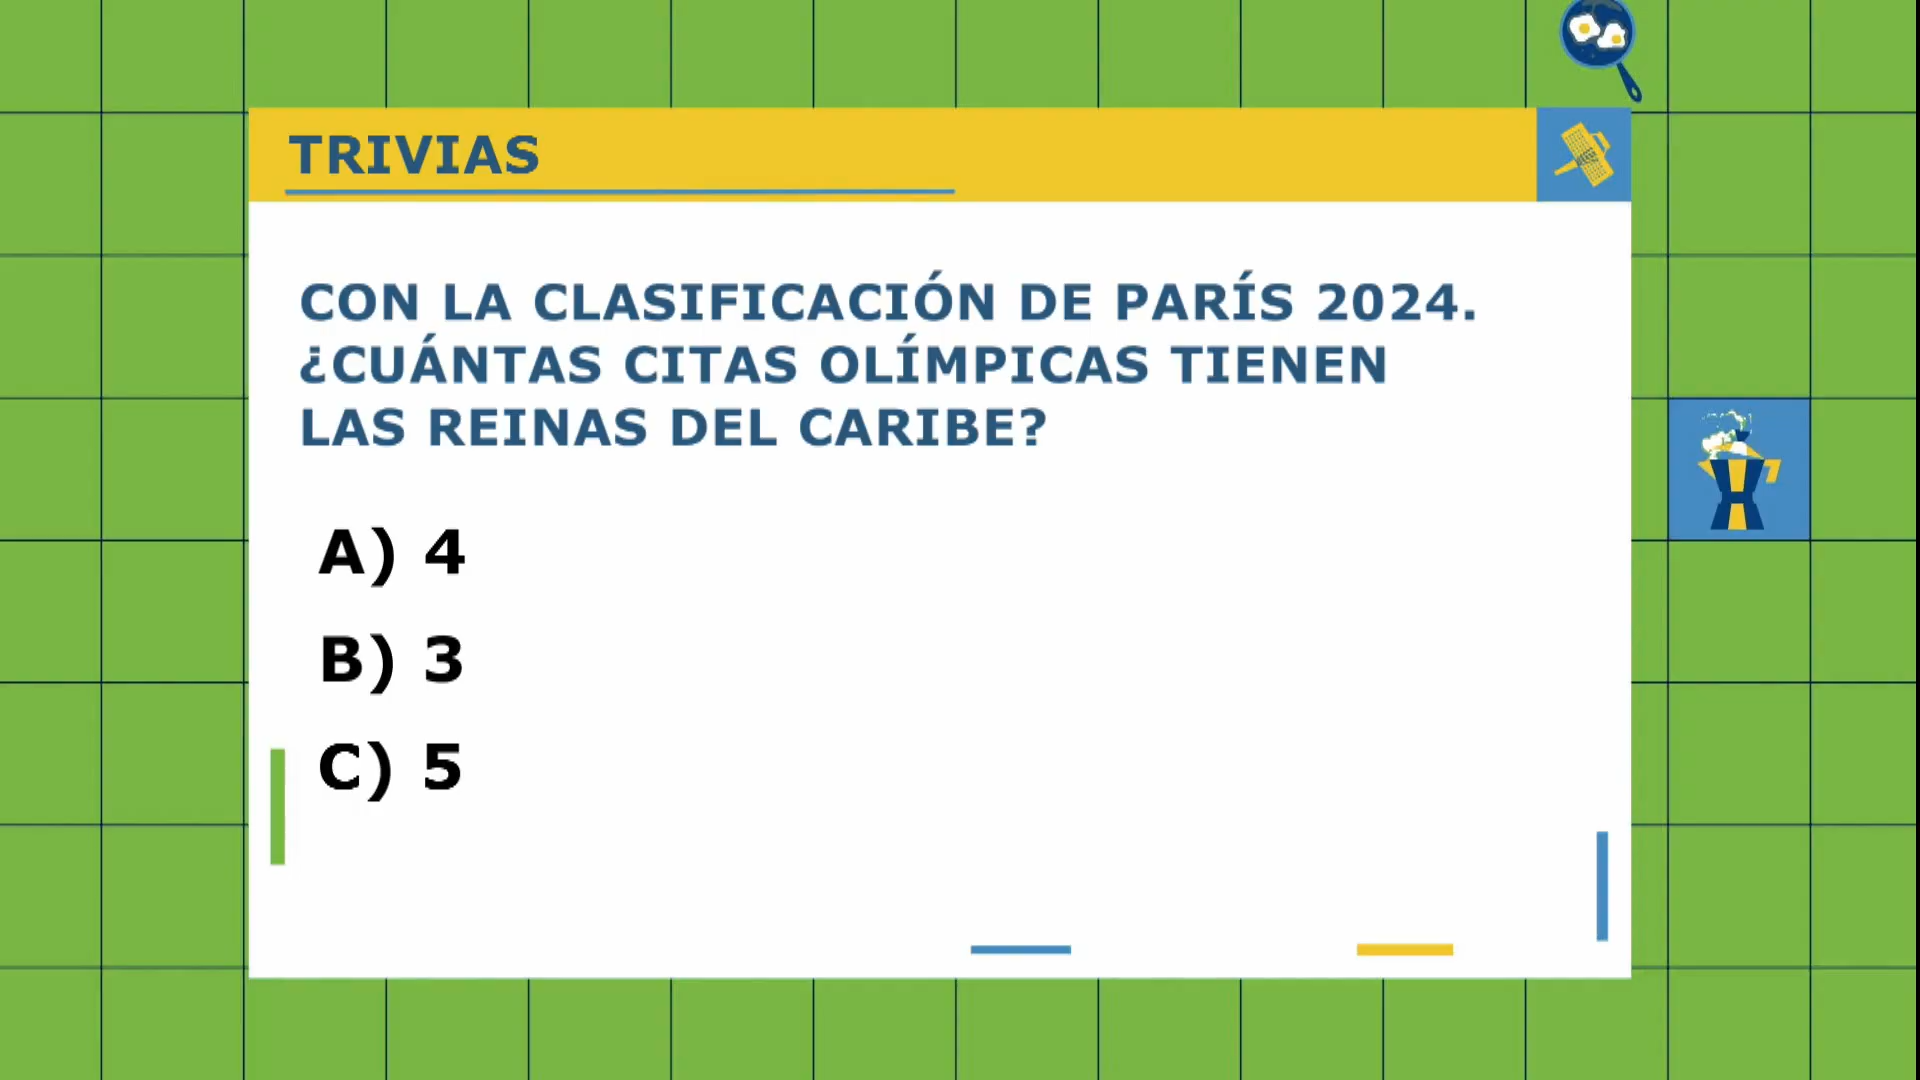 TRIVIAS
CON LA CLASIFICACIÓN DE PARÍS 2024.
¿CUÁNTAS CITAS OLÍMPICAS TIENEN
LAS REINAS DEL CARIBE?
A) 4
B) 3
C) 5